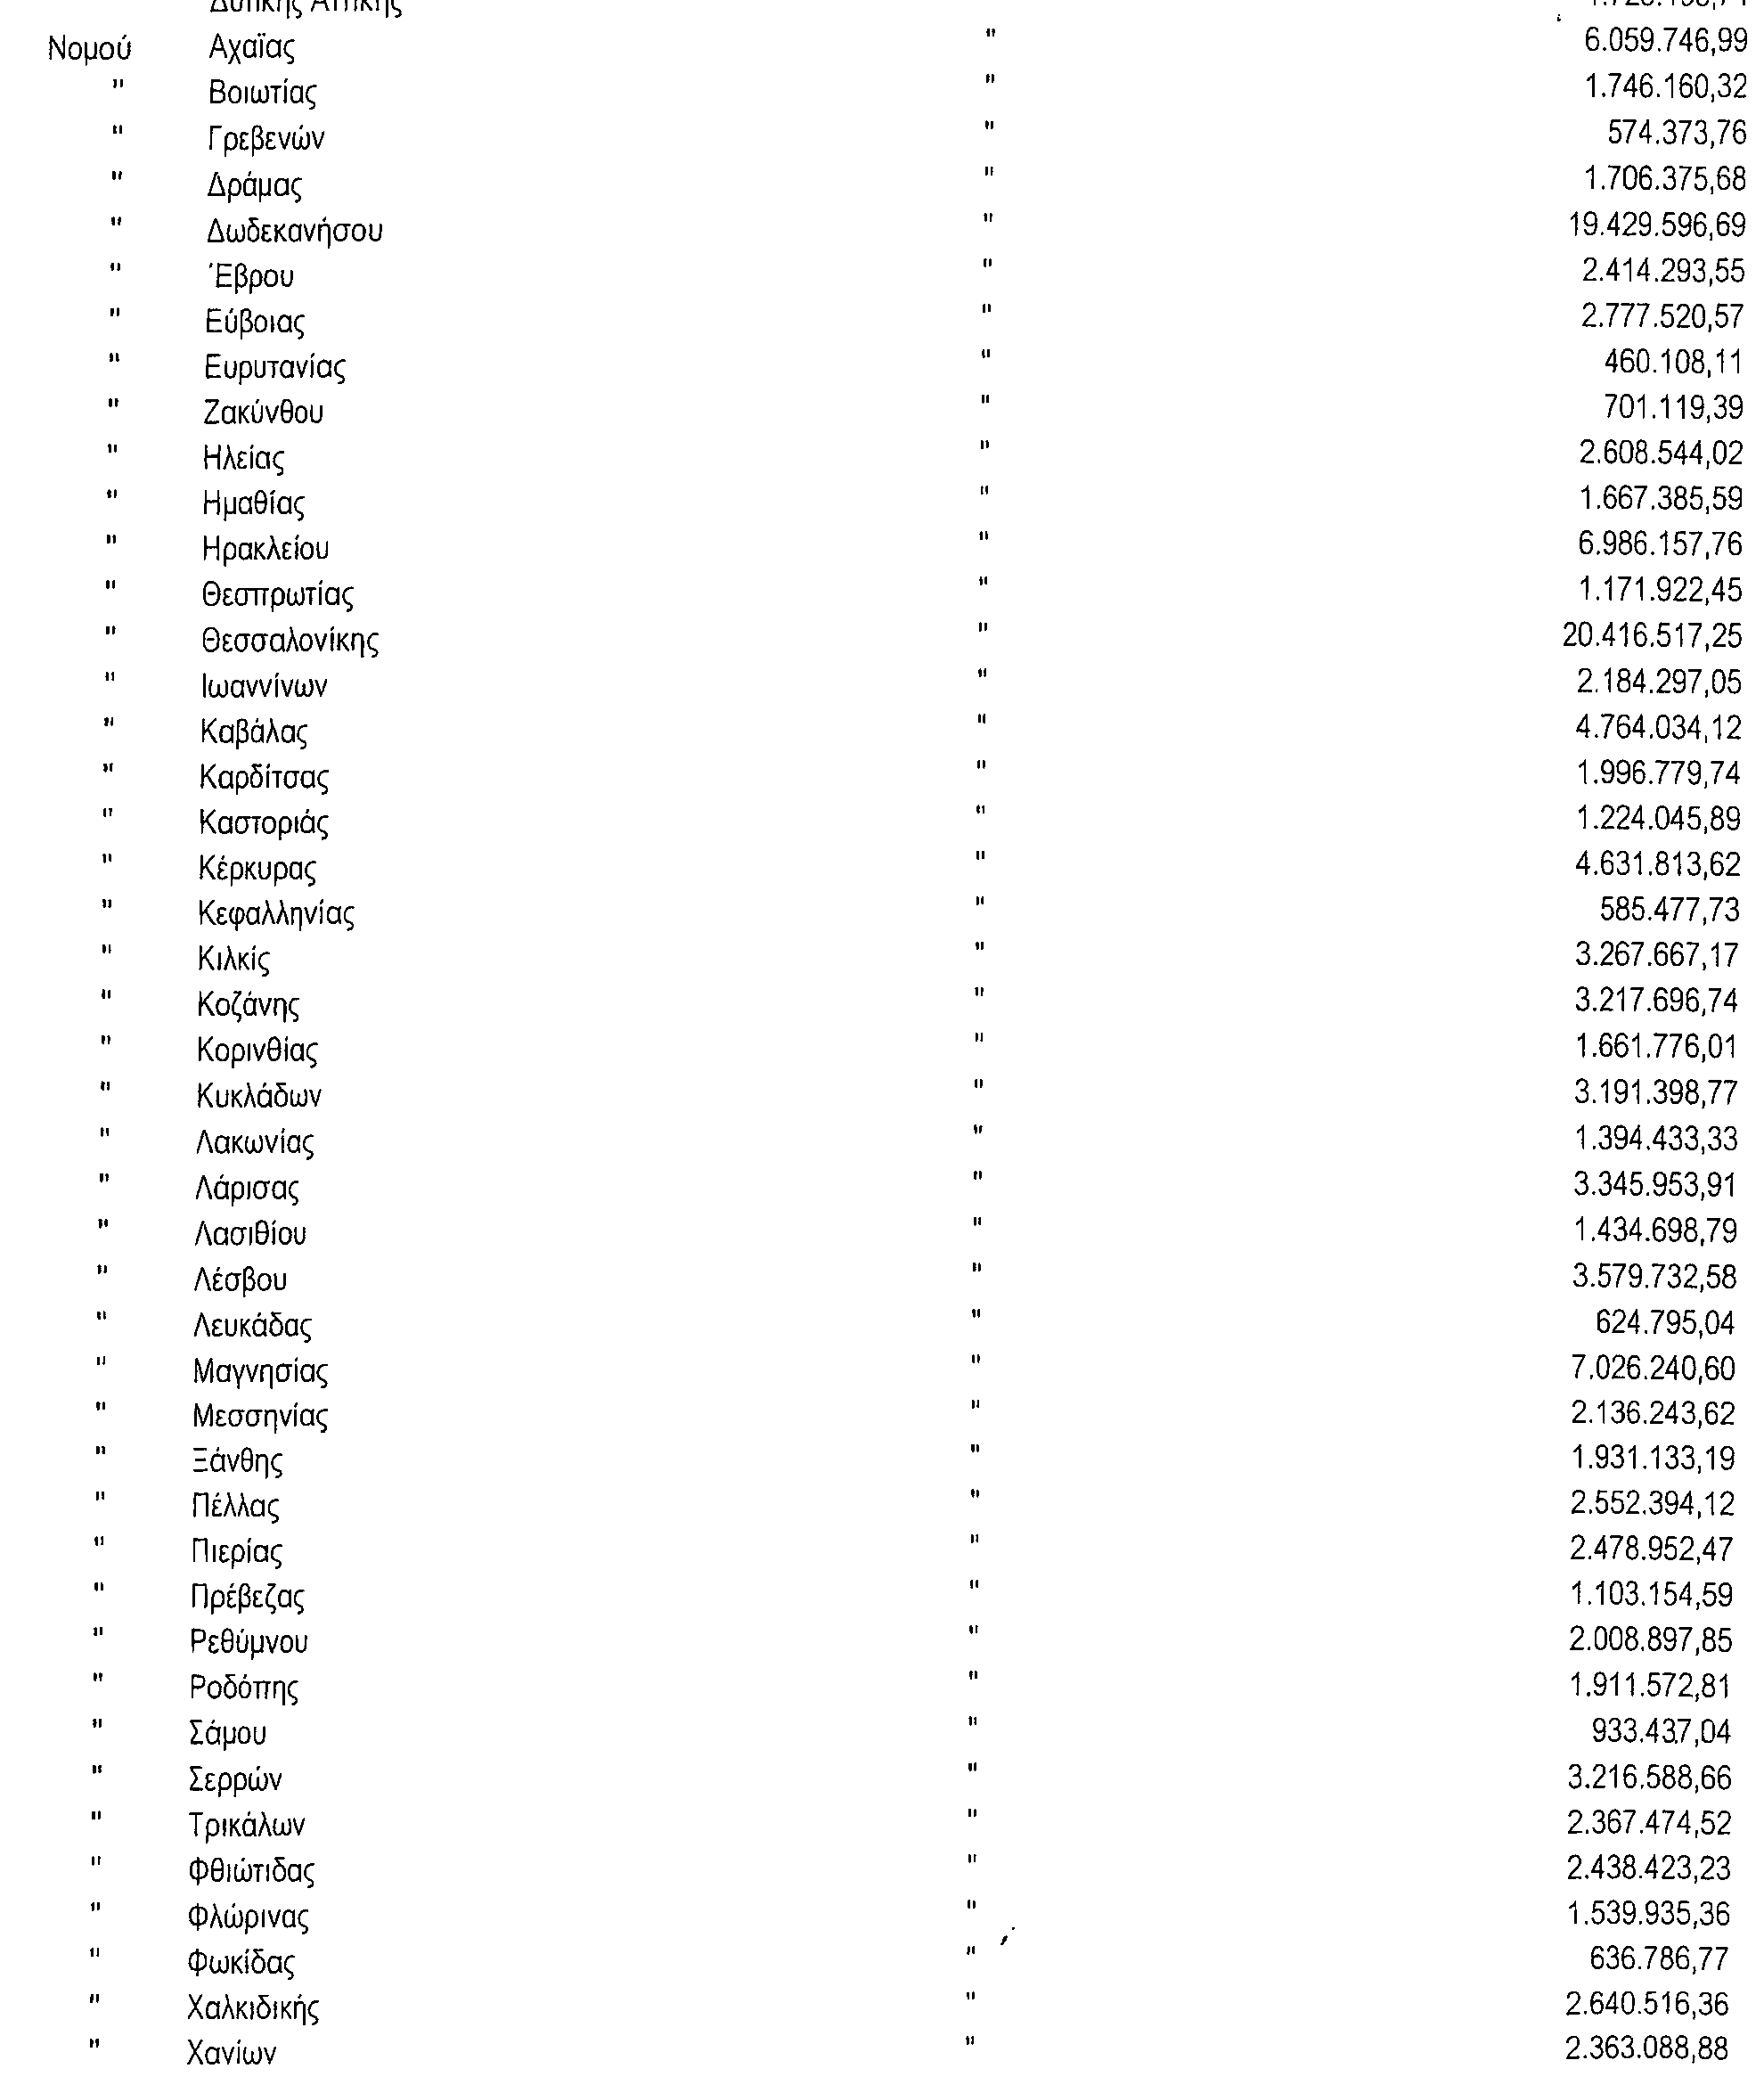 Δυτικής Αττικής
Νομού Αχαΐας " 6.059.746,99
" Βοιωτίας " 1.746.160,32
" Γρεβενών " 574.373,76
" Δράμας " 1.706.375,68
" Δωδεκανήσου " 19.429.596,69
" Έβρου " 2.414.293,55
" Εύβοιας " 2.777.520,57
" Ευρυτανίας " 460.108,11
" Ζακύνθου " 701.119,39
" Ηλείας " 2.608.544,02
" Ημαθίας " 1.667.385,59
" Ηρακλείου " 6.986.157,76
" Θεσπρωτίας " 1.171.922,45
" Θεσσαλονίκης " 20.416.517,25
" Ιωαννίνων " 2.184.297,05
" Καβάλας " 4.764.034,12
" Καρδίτσας " 1.996.779,74
" Καστοριάς " 1.224.045,89
" Κέρκυρας " 4.631.813,62
" Κεφαλληνίας " 585.477,73
" Κιλκίς " 3.267.667,17
" Κοζάνης " 3.217.696,74
" Κορινθίας " 1.661.776,01
" Κυκλάδων " 3.191.398,77
" Λακωνίας " 1.394.433,33
" Λάρισας " 3.345.953,91
" Λασιθίου " 1.434.698,79
" Λέσβου " 3.579.732,58
" Λευκάδας " 624.795,04
" Μαγνησίας " 7.026.240,60
" Μεσσηνίας " 2.136.243,62
" Ξάνθης " 1.931.133,19
" Πέλλας " 2.552.394,12
" Πιερίας " 2.478.952,47
" Πρέβεζας " 1.103.154,59
" Ρεθύμνου " 2.008.897,85
" Ροδόπης " 1.911.572,81
" Σάμου " 933.437,04
" Σερρών " 3.216.588,66
" Τρικάλων " 2.367.474,52
" Φθιώτιδας " 2.438.423,23
" Φλώρινας " 1.539.935,36
" Φωκίδας " 636.786,77
" Χαλκιδικής " 2.640.516,36
" Χανίων " 2.363.088,88